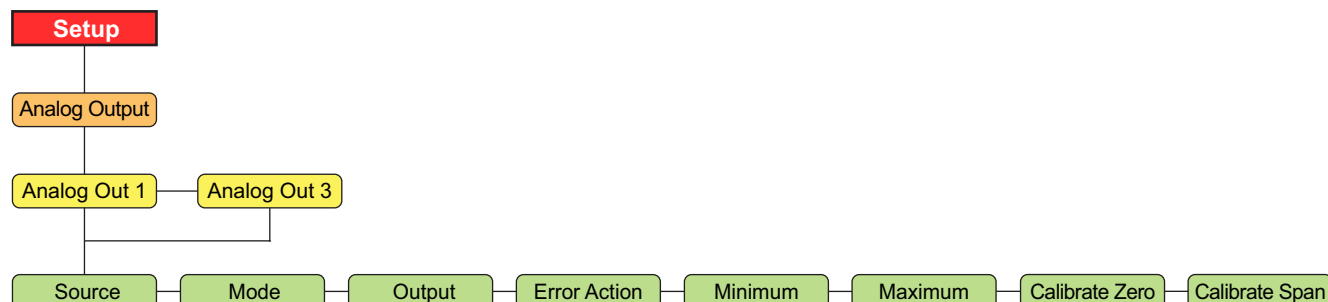 Setup
Analog Output
Analog Out 1 Analog Out 3
Source Mode Output Error Action Minimum Maximum Calibrate Zero Calibrate Span